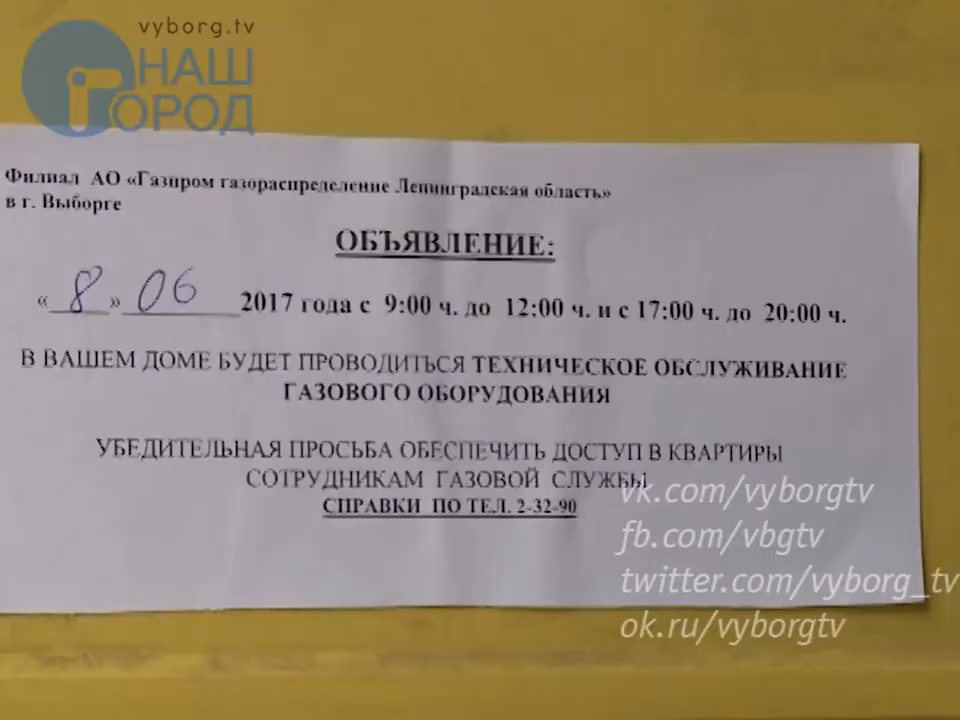 vyborg.tv
НАШ
ГОРОД
Филиал АО «Газпром газораспределение Ленинградская область»
в г. Выборге
ОБЪЯВЛЕНИЕ:
«8» 06 2017 года с 9:00 ч. до 12:00 ч. и с 17:00 ч. до 20:00 ч.
В ВАШЕМ ДОМЕ БУДЕТ ПРОВОДИТЬСЯ ТЕХНИЧЕСКОЕ ОБСЛУЖИВАНИЕ
ГАЗОВОГО ОБОРУДОВАНИЯ
УБЕДИТЕЛЬНАЯ ПРОСЬБА ОБЕСПЕЧИТЬ ДОСТУП В КВАРТИРЫ
СОТРУДНИКАМ ГАЗОВОЙ СЛУЖБЫ
СПРАВКИ ПО ТЕЛ. 2-32-90
vk.com/vyborgtv
fb.com/vbgtv
twitter.com/vyborg_tv
ok.ru/vyborgtv